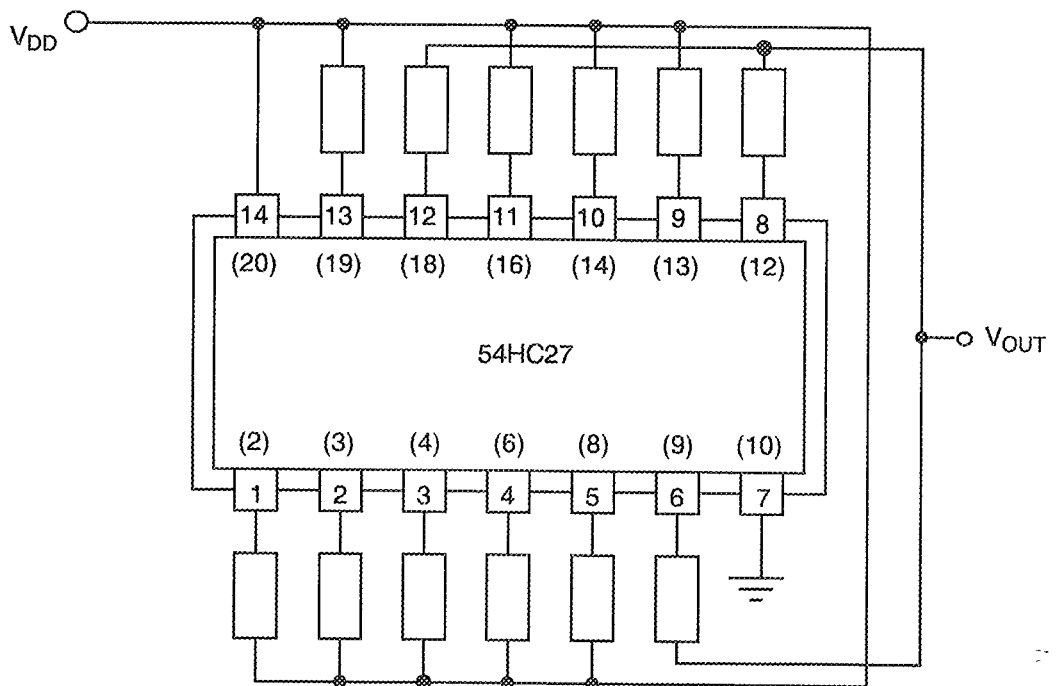 V_DD
14 13 12 11 10 9 8
(20) (19) (18) (16) (14) (13) (12)
54HC27
V_OUT
(2) (3) (4) (6) (8) (9) (10)
1 2 3 4 5 6 7